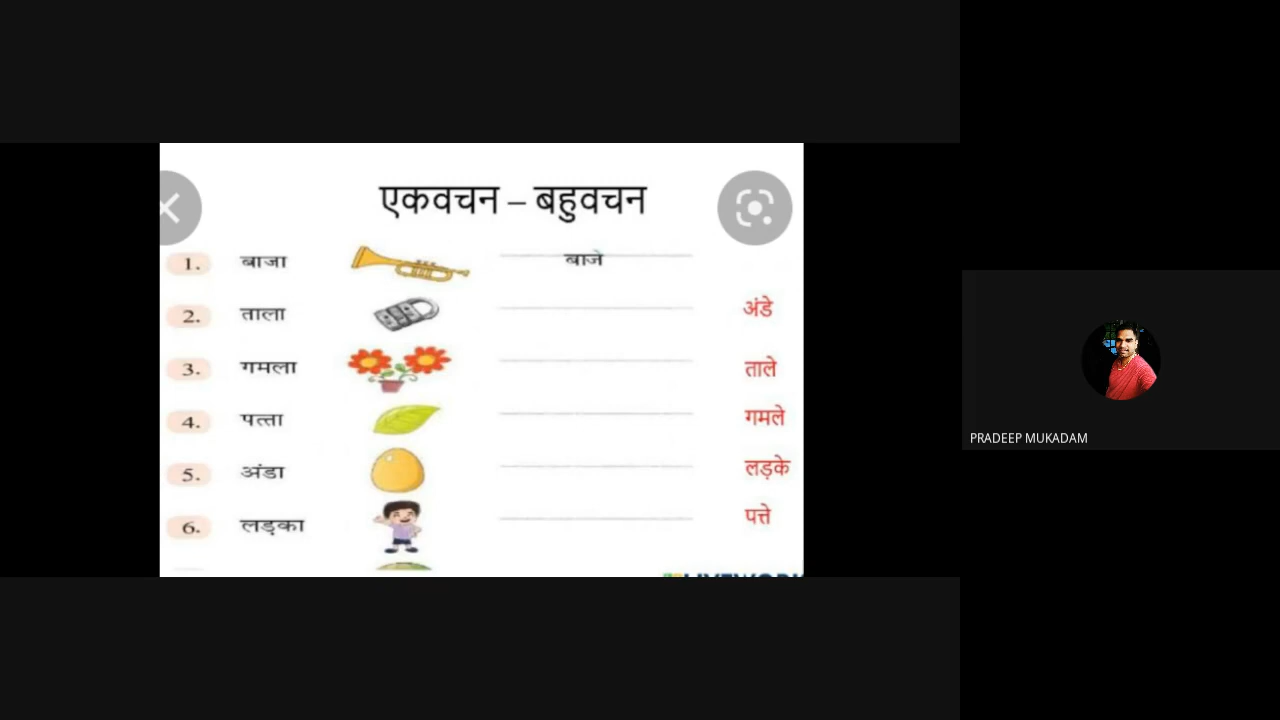 एकवचन – बहुवचन
1. बाजा बाजे
2. ताला अंडे
3. गमला ताले
4. पत्ता गमले
5. अंडा लड़के
6. लड़का पत्ते
PRADEEP MUKADAM